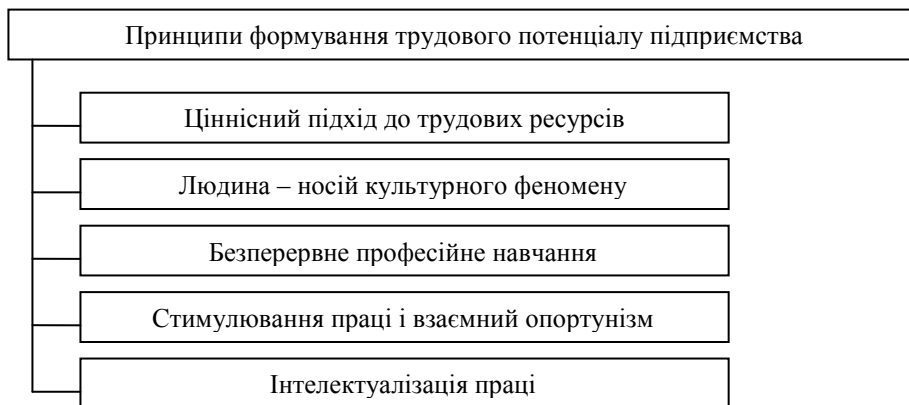 Принципи формування трудового потенціалу підприємства
Ціннісний підхід до трудових ресурсів
Людина – носій культурного феномену
Безперервне професійне навчання
Стимулювання праці і взаємний опортунізм
Інтелектуалізація праці